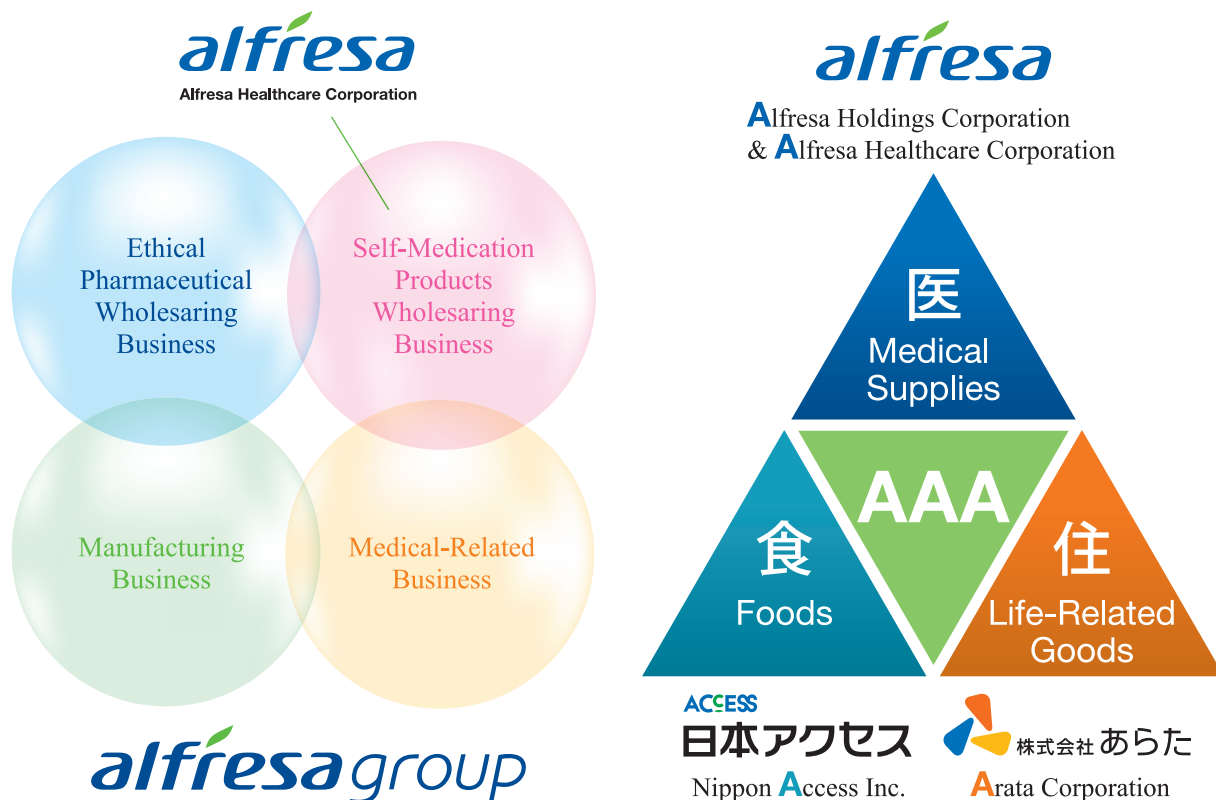 alfresa
Alfresa Healthcare Corporation
Ethical
Pharmaceutical
Wholesaring
Business
Self-Medication
Products
Wholesaring
Business
Manufacturing
Business
Medical-Related
Business
alfresa group
alfresa
Alfresa Holdings Corporation
& Alfresa Healthcare Corporation
医
Medical
Supplies
AAA
食
Foods
住
Life-Related
Goods
ACCESS
日本アクセス
Nippon Access Inc.
株式会社 あらた
Arata Corporation